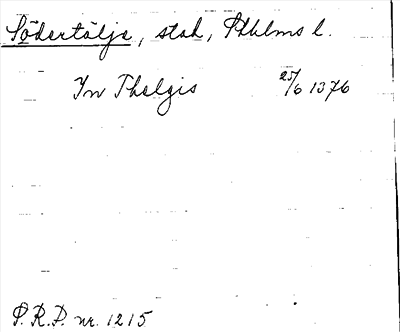 Södertälje, stad, Sthlms l.
In Thelgis 25/6 1376
P.R.P. nr. 1215